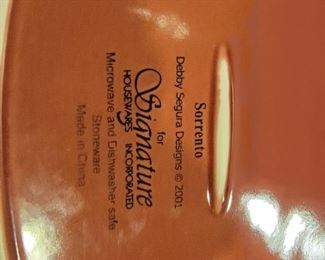 Sorrento
Debby Segura Designs © 2001
for
Signature
HOUSEWARES INCORPORATED
Microwave and Dishwasher safe
Stoneware
Made in China